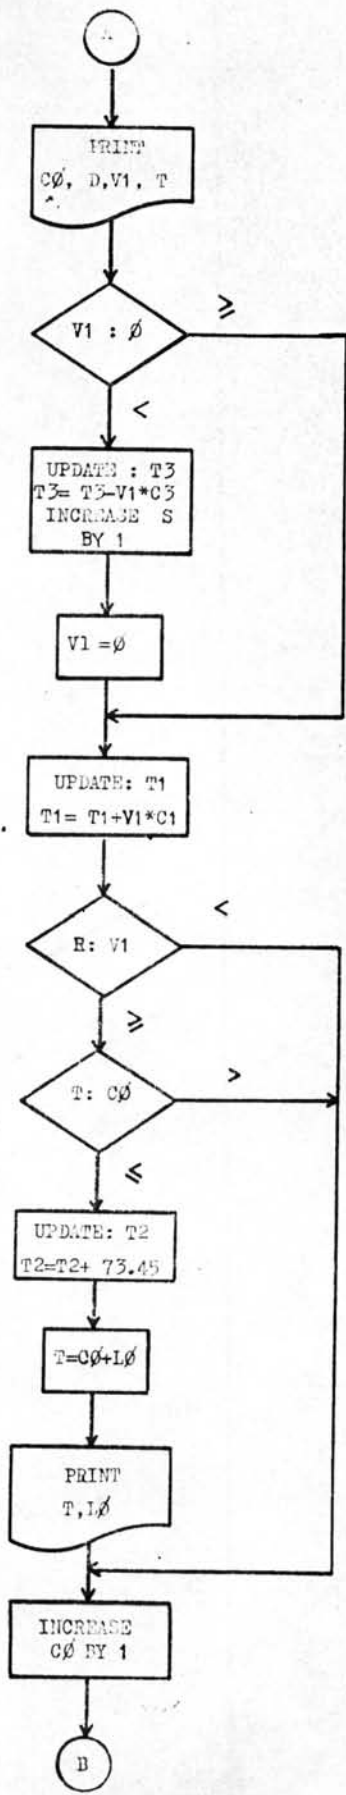 A
PRINT
CØ, D,V1, T
V1 : Ø
≥
<
UPDATE : T3
T3= T3-V1*C3
INCREASE S
BY 1
V1 =Ø
UPDATE: T1
T1= T1+V1*C1
<
R: V1
≥
T: CØ
>
≤
UPDATE: T2
T2=T2+ 73.45
T=CØ+LØ
PRINT
T,LØ
INCREASE
CØ BY 1
B